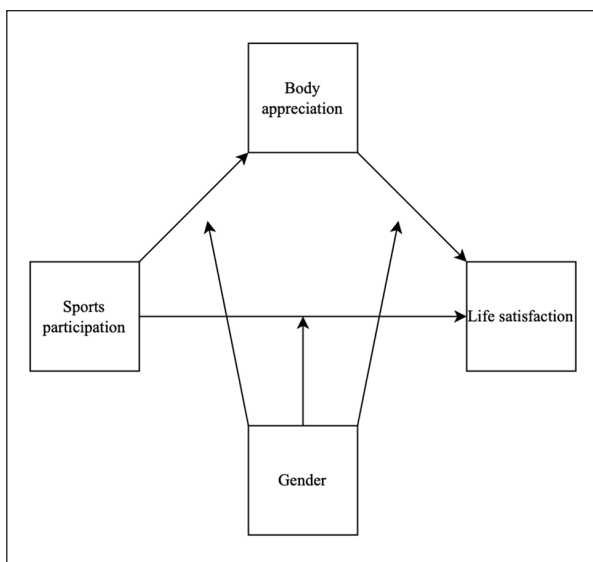 Body
appreciation
Sports
participation
Life satisfaction
Gender